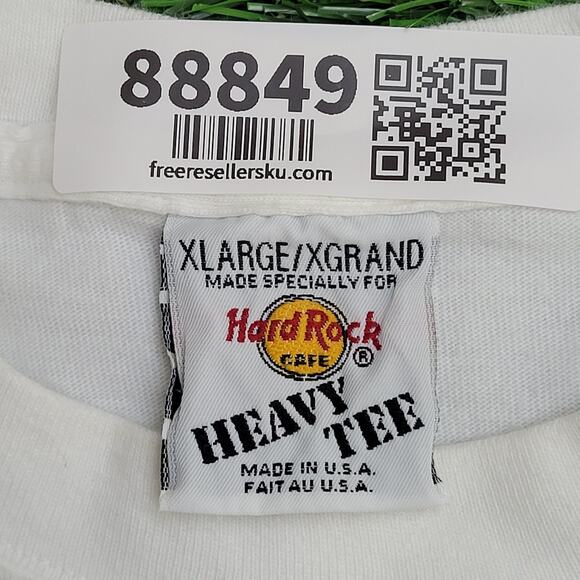 88849
freeresellersku.com
XLARGE/XGRAND
MADE SPECIALLY FOR
Hard Rock
CAFE ®
HEAVY
TEE
MADE IN U.S.A.
FAIT AU U.S.A.